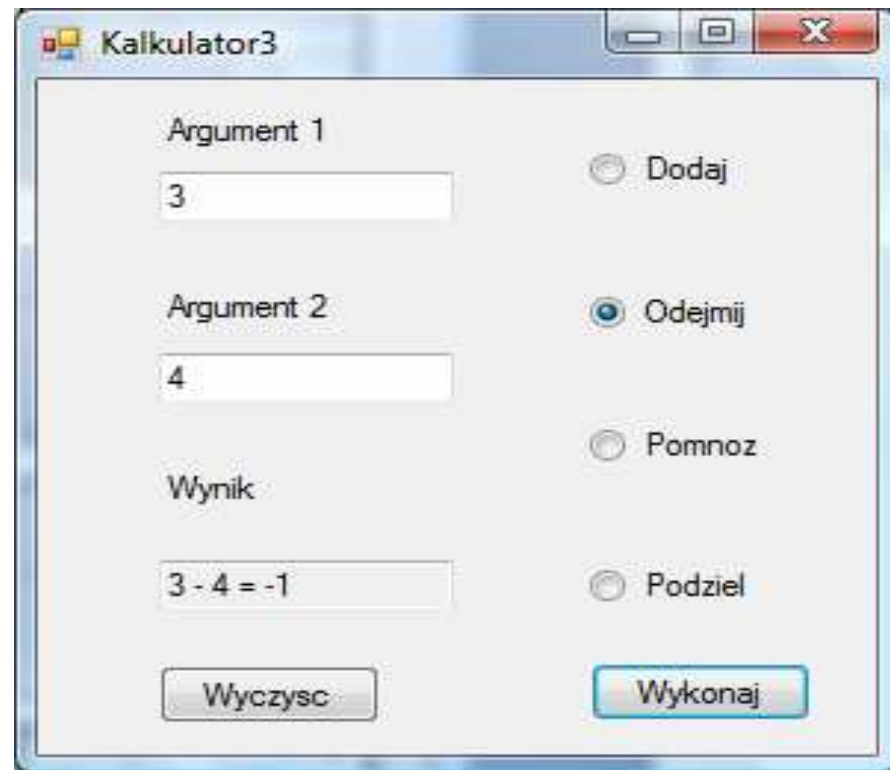 Kalkulator3
Argument 1
Dodaj
3
Argument 2
Odejmij
4
Pomnoz
Wynik
3 - 4 = -1
Podziel
Wyczysc
Wykonaj